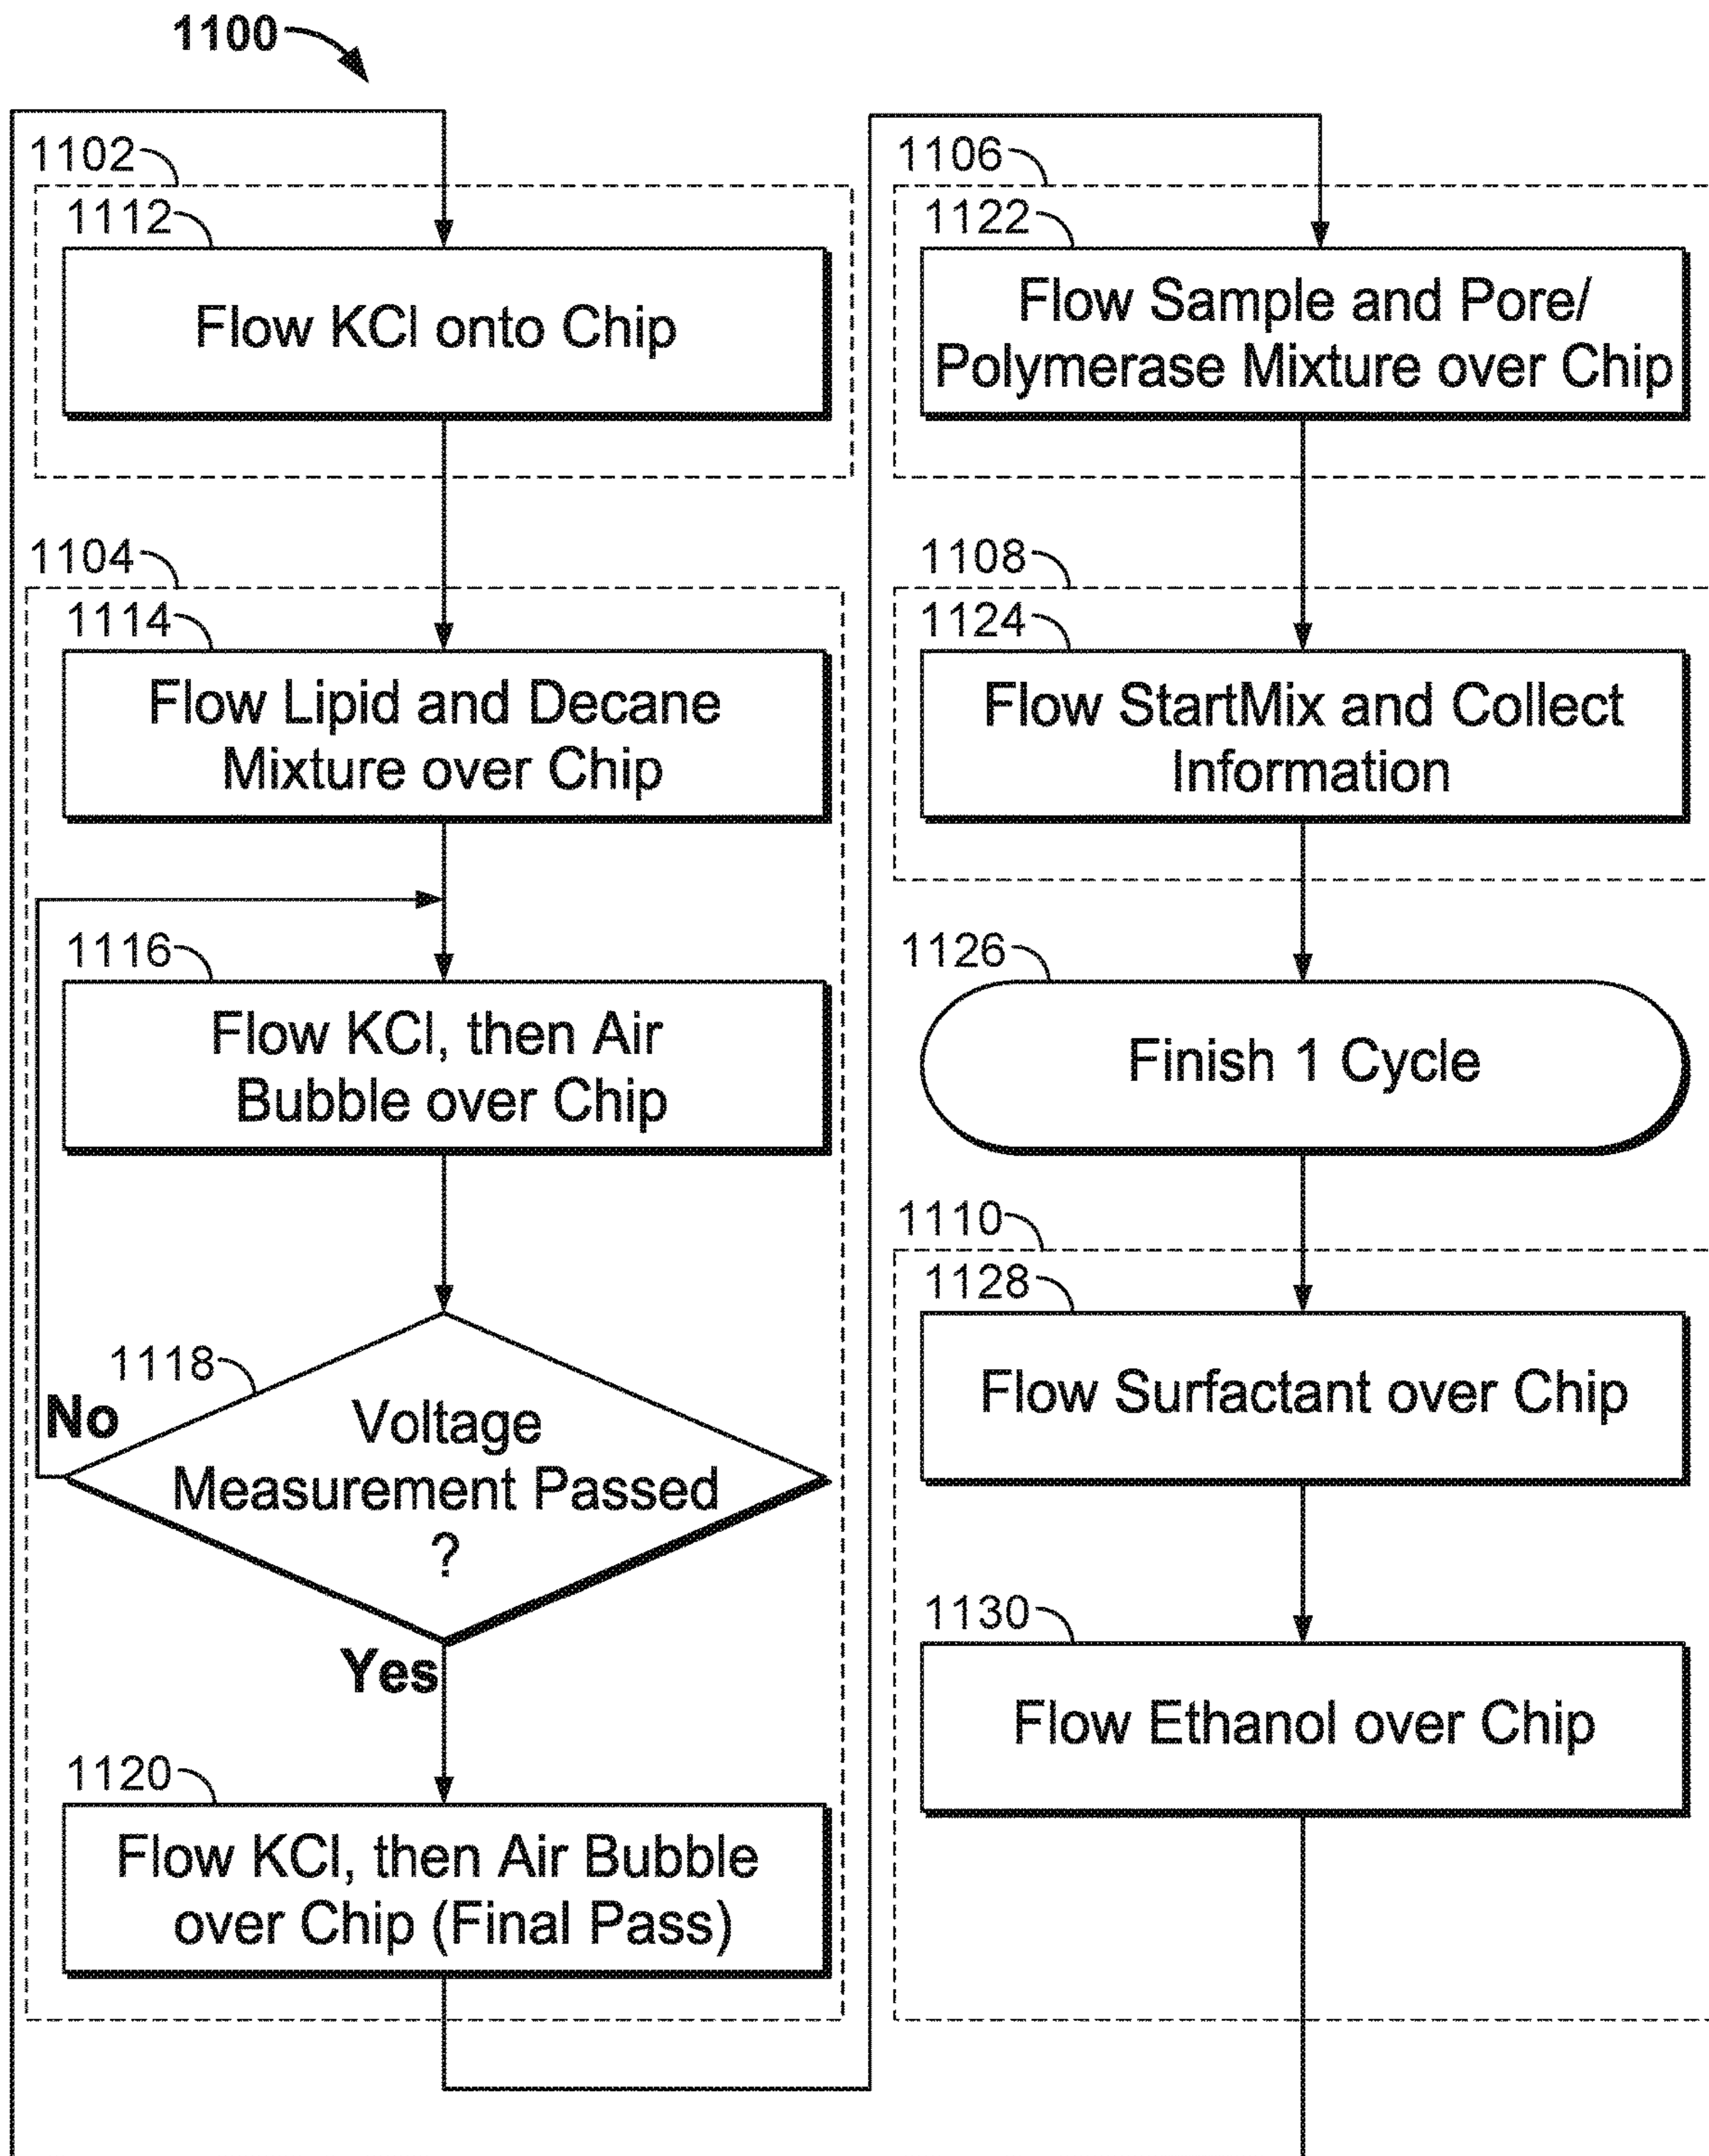 1100
1102
1112
Flow KCl onto Chip
1104
1114
Flow Lipid and Decane
Mixture over Chip
1116
Flow KCl, then Air
Bubble over Chip
1118
No
Voltage
Measurement Passed
?
Yes
1120
Flow KCl, then Air Bubble
over Chip (Final Pass)
1106
1122
Flow Sample and Pore/
Polymerase Mixture over Chip
1108
1124
Flow StartMix and Collect
Information
1126
Finish 1 Cycle
1110
1128
Flow Surfactant over Chip
1130
Flow Ethanol over Chip